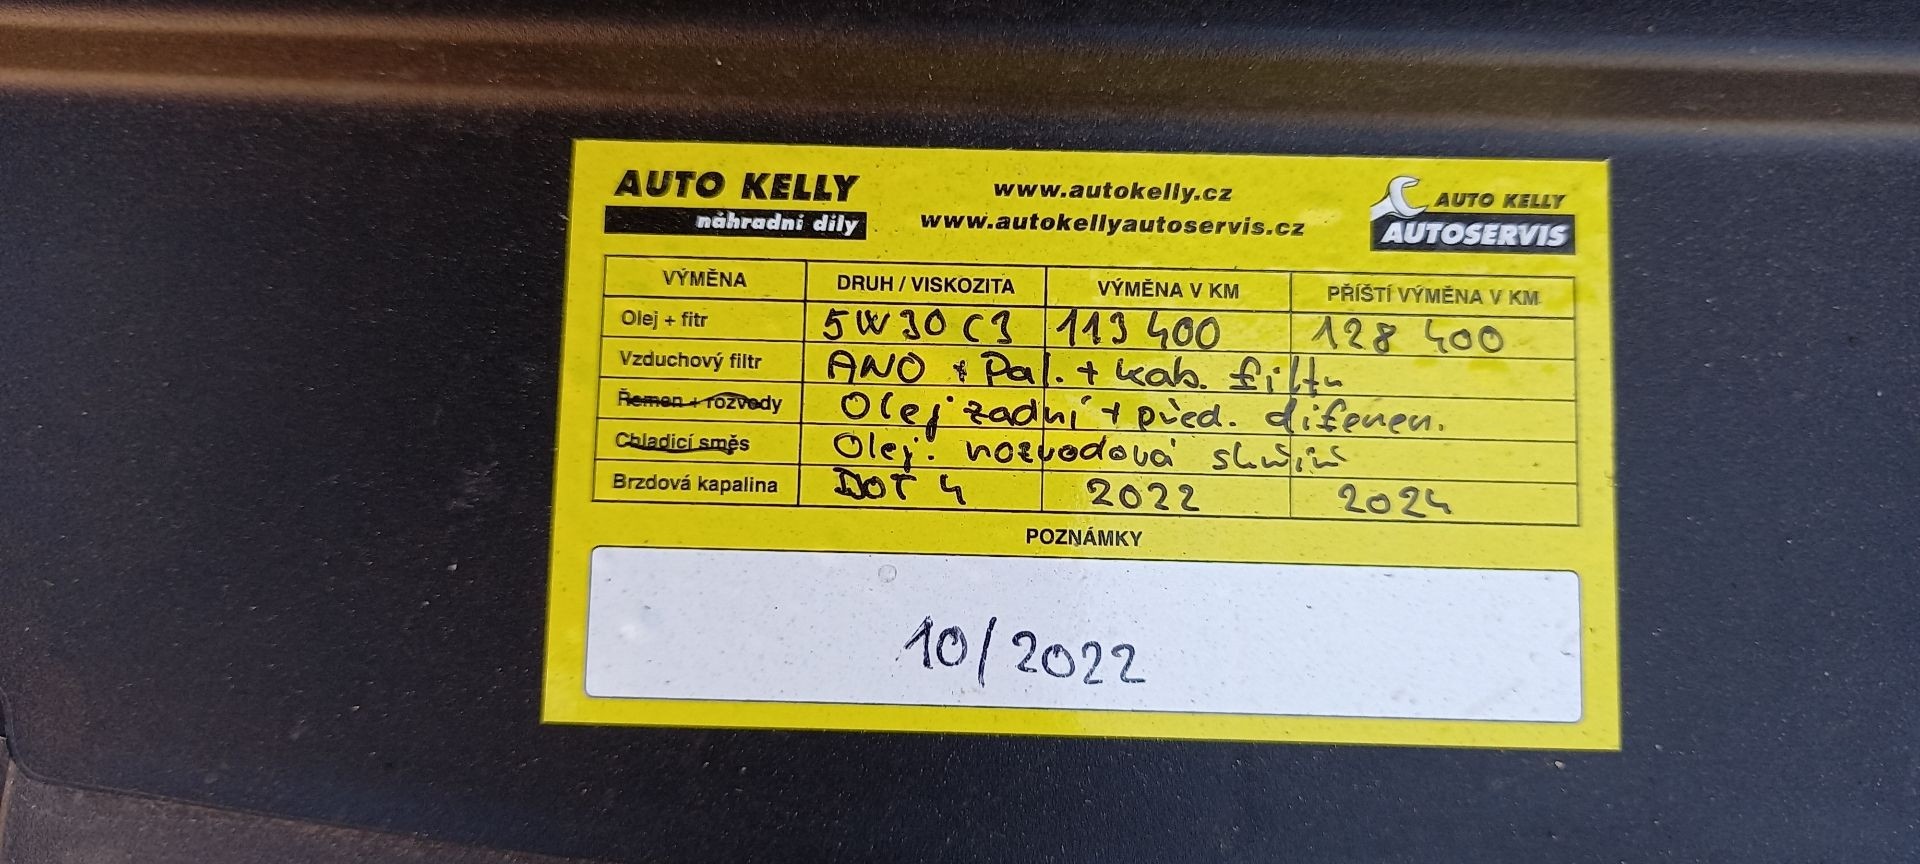 AUTO KELLY
náhradní díly
www.autokelly.cz
www.autokellyautoservis.cz
AUTO KELLY
AUTOSERVIS
VÝMĚNA DRUH / VISKOZITA VÝMĚNA V KM PŘÍŠTÍ VÝMĚNA V KM
Olej + fitr 5W30 C3 113 400 128 400
Vzduchový filtr ANO + Pal. + kab. filtr
Řemen + rozvody Olej zadní + před. diferen.
Chladicí směs Olej. rozvodová skříň
Brzdová kapalina DOT 4 2022 2024
POZNÁMKY
10/2022